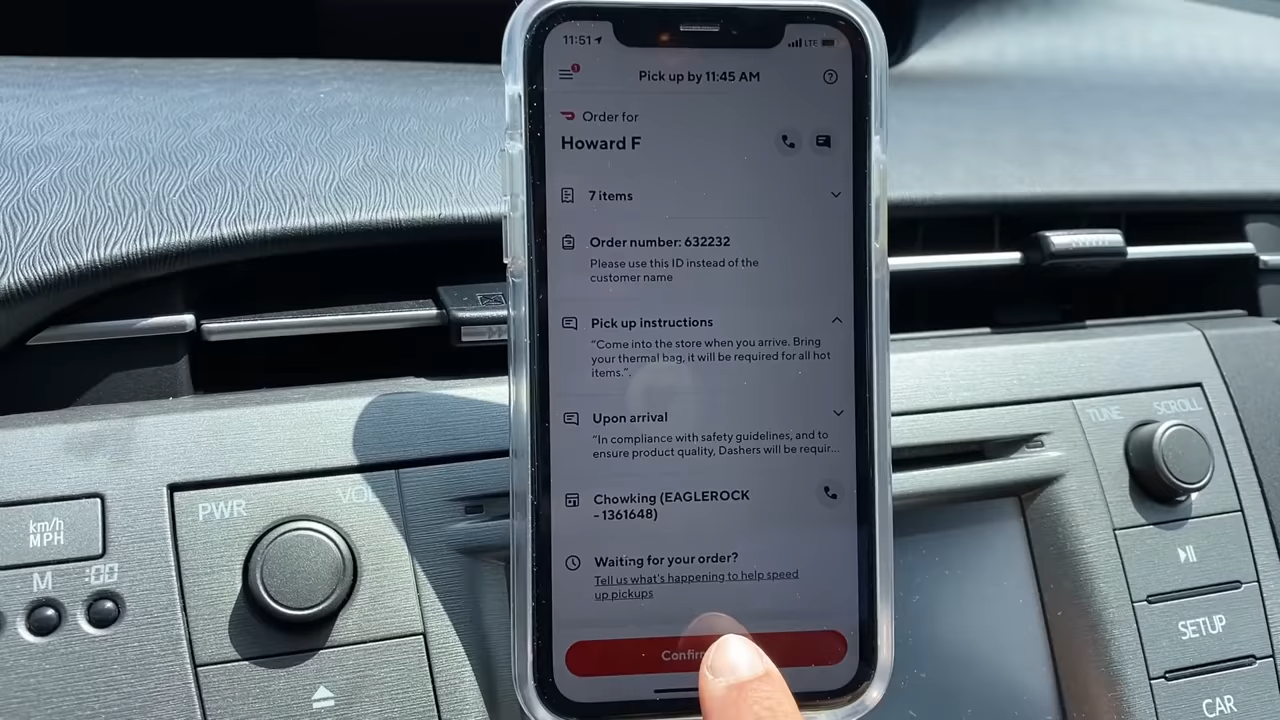 11:51
LTE
1
Pick up by 11:45 AM
?
Order for
Howard F
7 items
Order number: 632232
Please use this ID instead of the
customer name
Pick up instructions
"Come into the store when you arrive. Bring
your thermal bag, it will be required for all hot
items.".
Upon arrival
"In compliance with safety guidelines, and to
ensure product quality, Dashers will be requir...
Chowking (EAGLEROCK
- 1361648)
Waiting for your order?
Tell us what's happening to help speed
up pickups
PWR
VOL
km/h
MPH
M
:00
TUNE
SCROLL
SETUP
CAR